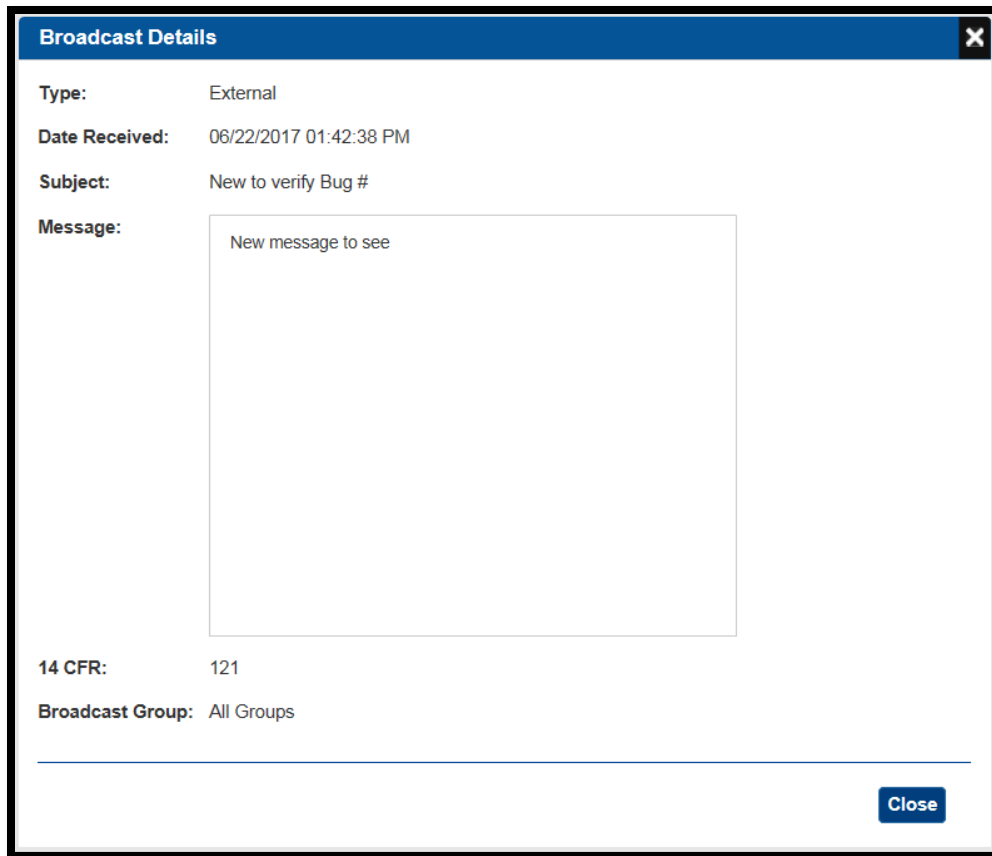 Broadcast Details
Type: External
Date Received: 06/22/2017 01:42:38 PM
Subject: New to verify Bug #
Message:
New message to see
14 CFR: 121
Broadcast Group: All Groups
Close